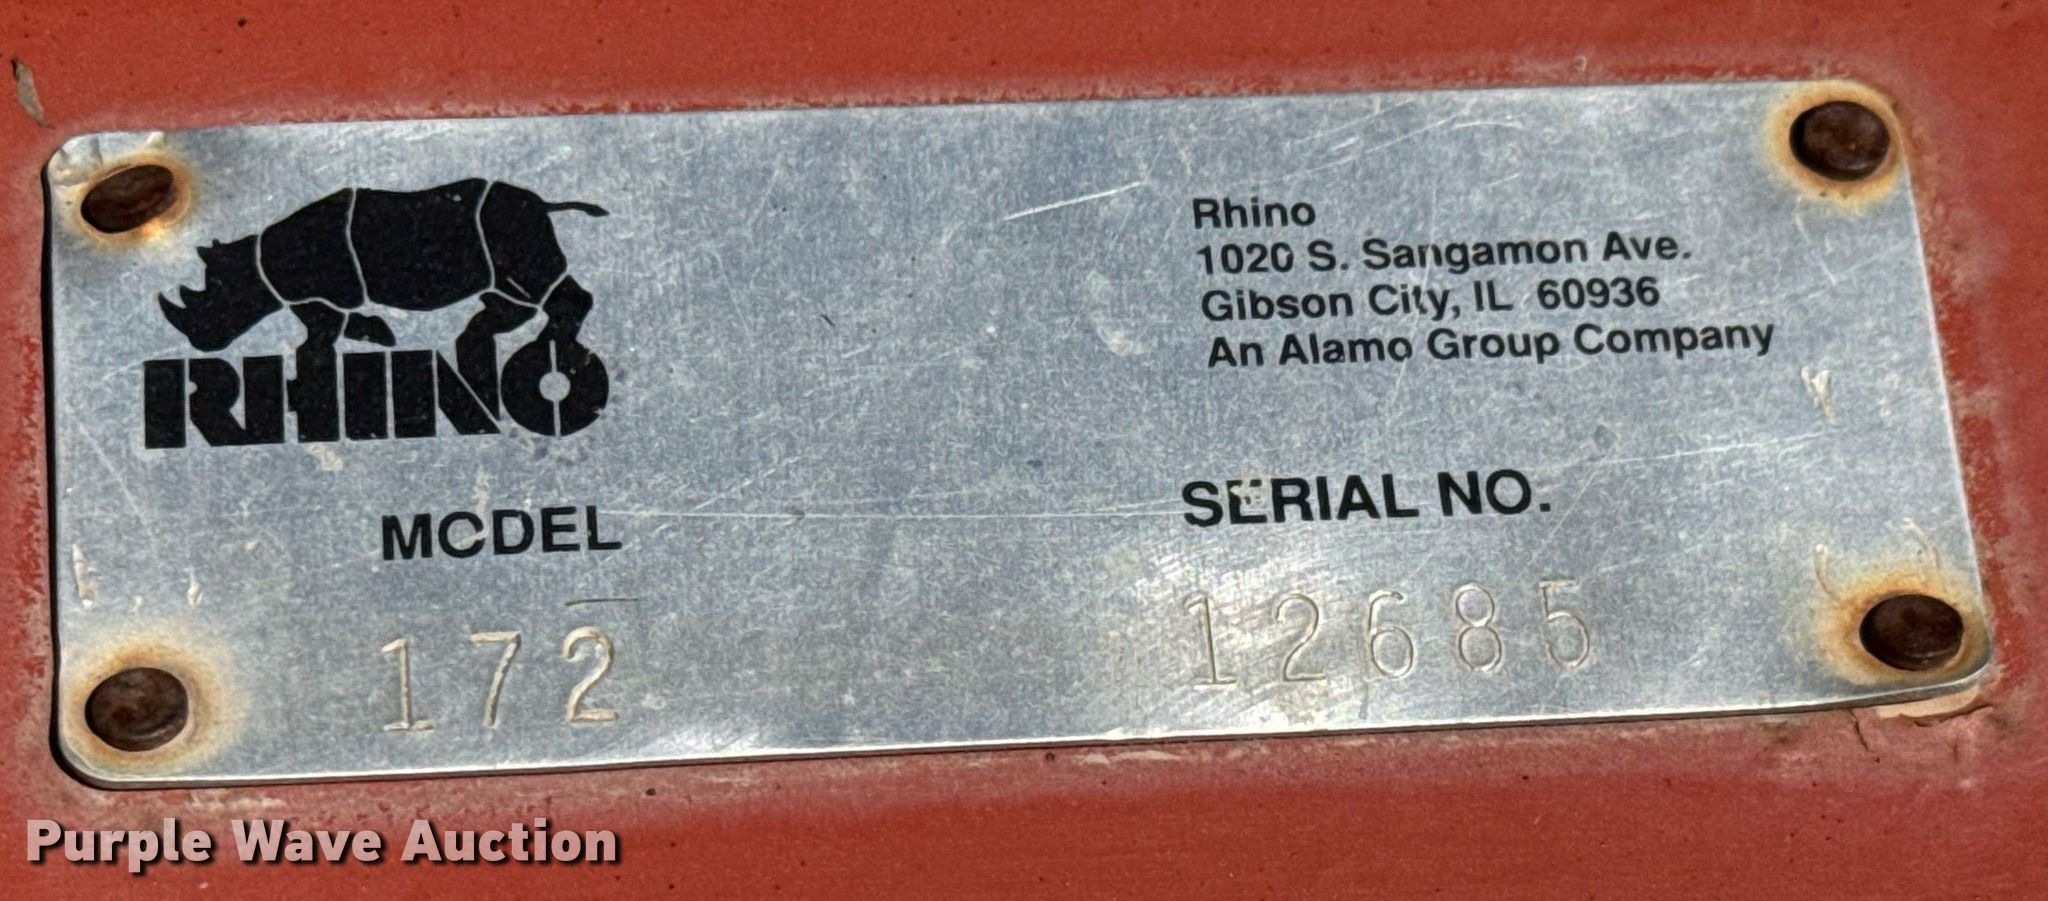 RHINO
Rhino
1020 S. Sangamon Ave.
Gibson City, IL 60936
An Alamo Group Company
MODEL
SERIAL NO.
172
12685
Purple Wave Auction